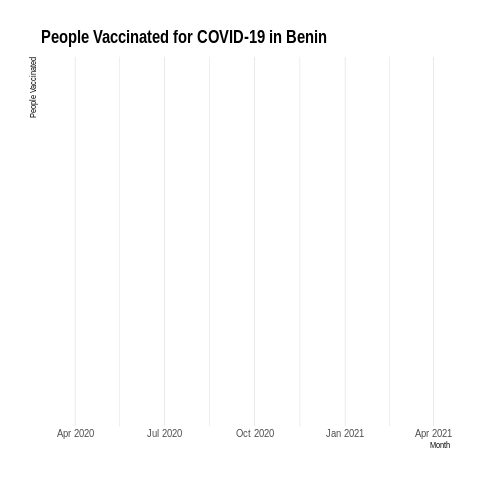 People Vaccinated for COVID-19 in Benin
People Vaccinated
Apr 2020 Jul 2020 Oct 2020 Jan 2021 Apr 2021
Month